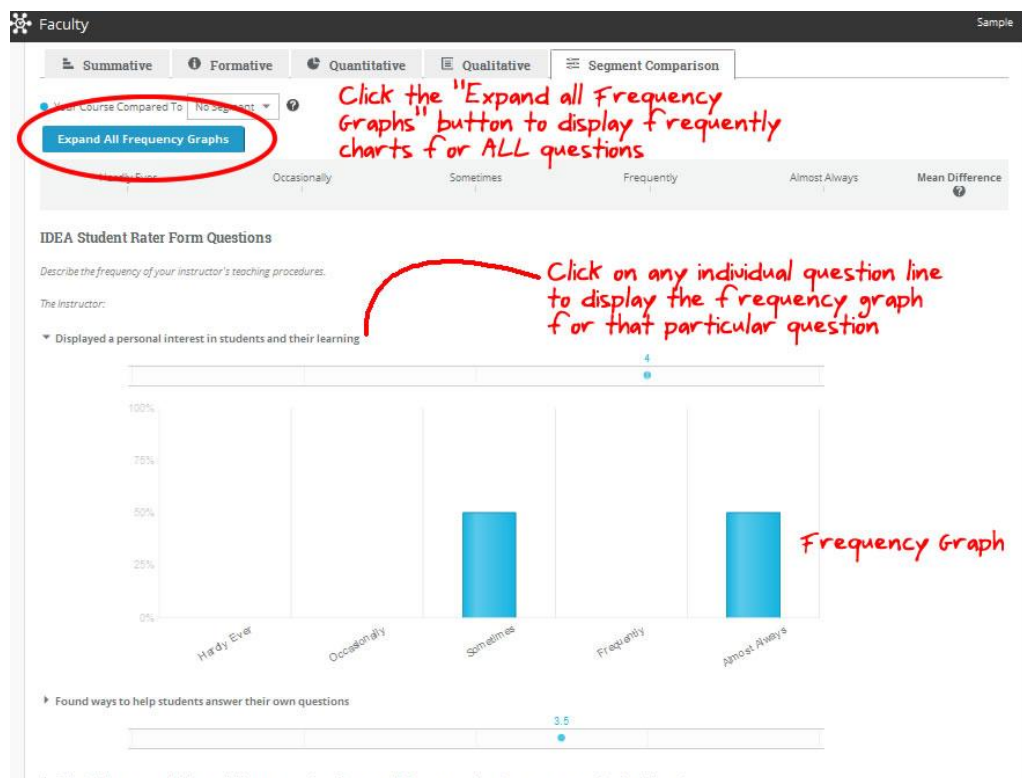 Faculty
Sample
Summative
Formative
Quantitative
Qualitative
Segment Comparison
Your Course Compared To No Segment
Click the "Expand all Frequency
Graphs" button to display frequently
charts for ALL questions
Expand All Frequency Graphs
Hardly Ever Occasionally Sometimes Frequently Almost Always Mean Difference
IDEA Student Rater Form Questions
Describe the frequency of your instructor's teaching procedures.
The Instructor:
Click on any individual question line
to display the frequency graph
for that particular question
Displayed a personal interest in students and their learning
4
100%
75%
50%
25%
0%
Frequency Graph
Hardy Ever
Occasionally
Sometimes
Frequently
Almost Always
Found ways to help students answer their own questions
3.5